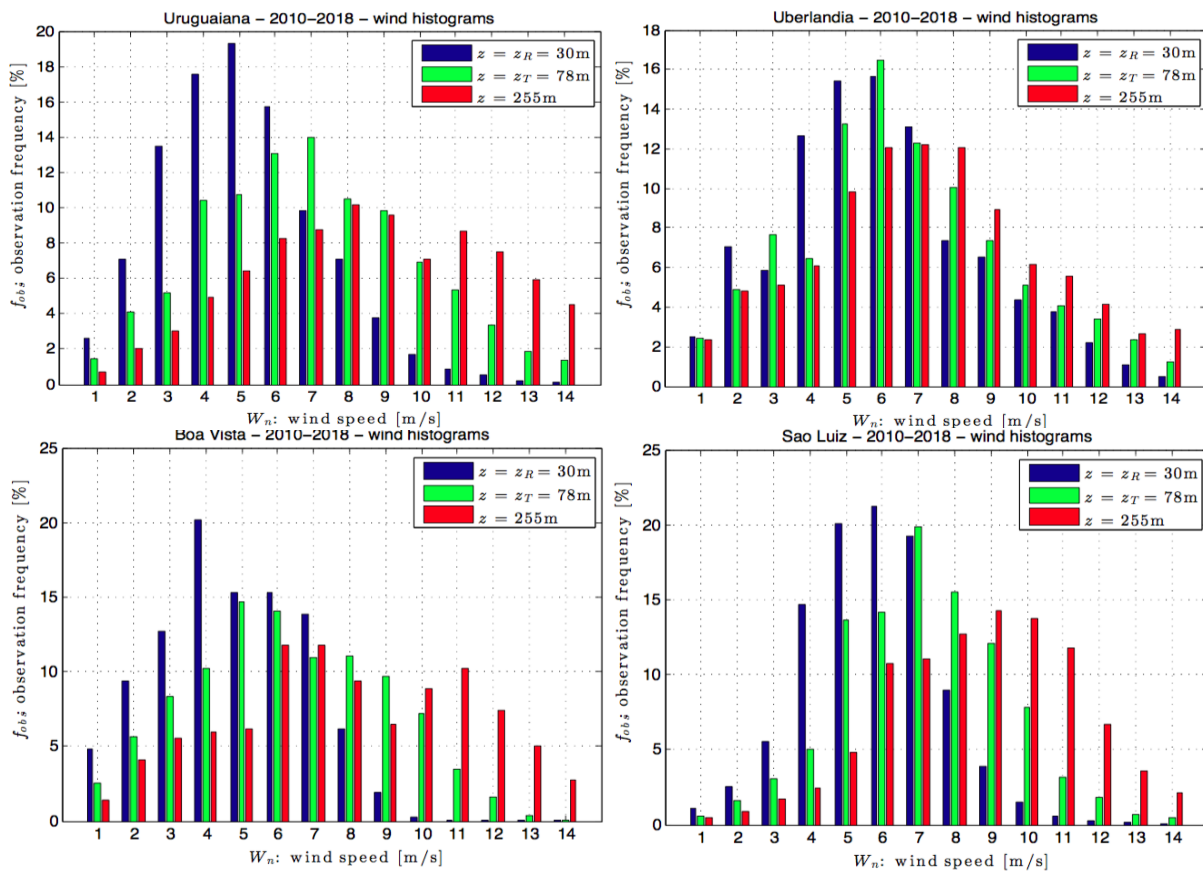 Uruguaiana – 2010–2018 – wind histograms
z = z_R = 30m
z = z_T = 78m
z = 255m
f_obs observation frequency [%]
20
18
16
14
12
10
8
6
4
2
0
1 2 3 4 5 6 7 8 9 10 11 12 13 14
W_n: wind speed [m/s]
Uberlandia – 2010–2018 – wind histograms
z = z_R = 30m
z = z_T = 78m
z = 255m
f_obs observation frequency [%]
18
16
14
12
10
8
6
4
2
0
1 2 3 4 5 6 7 8 9 10 11 12 13 14
W_n: wind speed [m/s]
Boa Vista – 2010–2018 – wind histograms
z = z_R = 30m
z = z_T = 78m
z = 255m
f_obs observation frequency [%]
25
20
15
10
5
0
1 2 3 4 5 6 7 8 9 10 11 12 13 14
W_n: wind speed [m/s]
Sao Luiz – 2010–2018 – wind histograms
z = z_R = 30m
z = z_T = 78m
z = 255m
f_obs observation frequency [%]
25
20
15
10
5
0
1 2 3 4 5 6 7 8 9 10 11 12 13 14
W_n: wind speed [m/s]